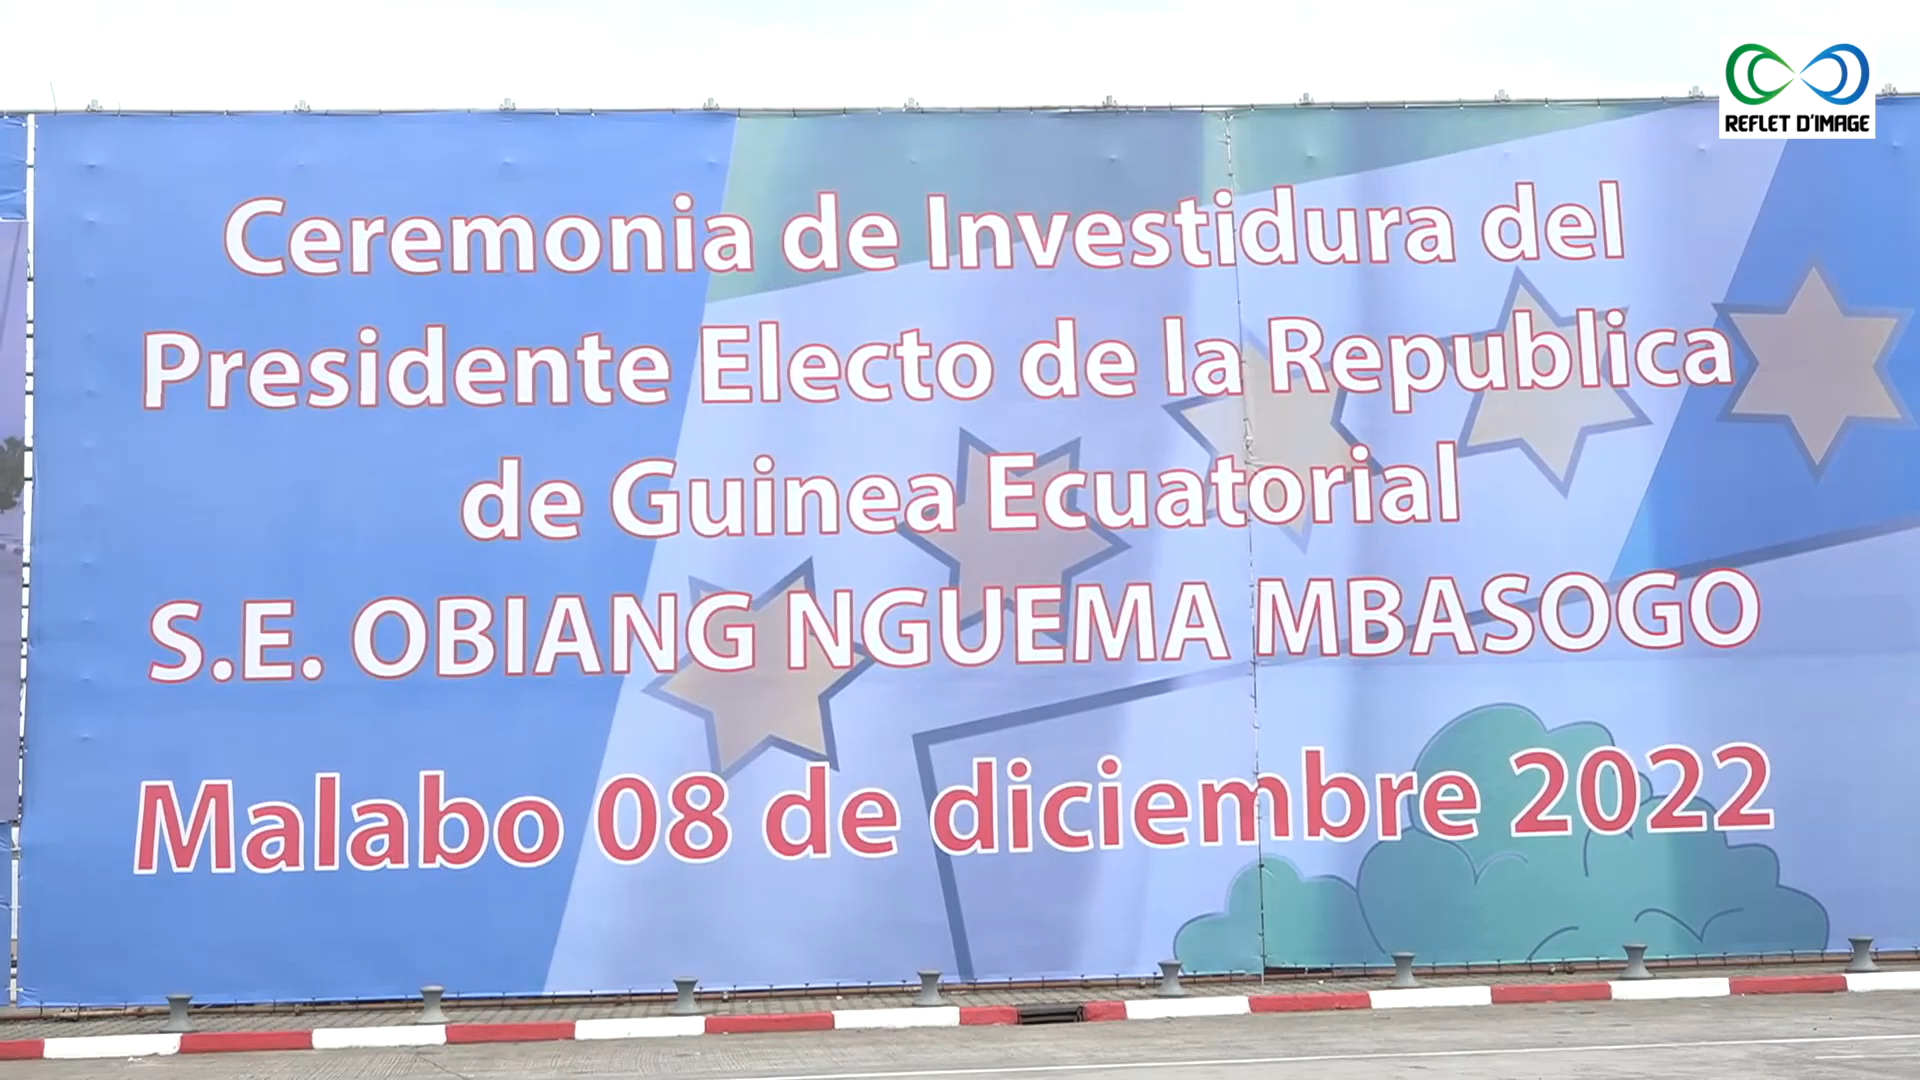 REFLET D'IMAGE
Ceremonia de Investidura del
Presidente Electo de la Republica
de Guinea Ecuatorial
S.E. OBIANG NGUEMA MBASOGO
Malabo 08 de diciembre 2022